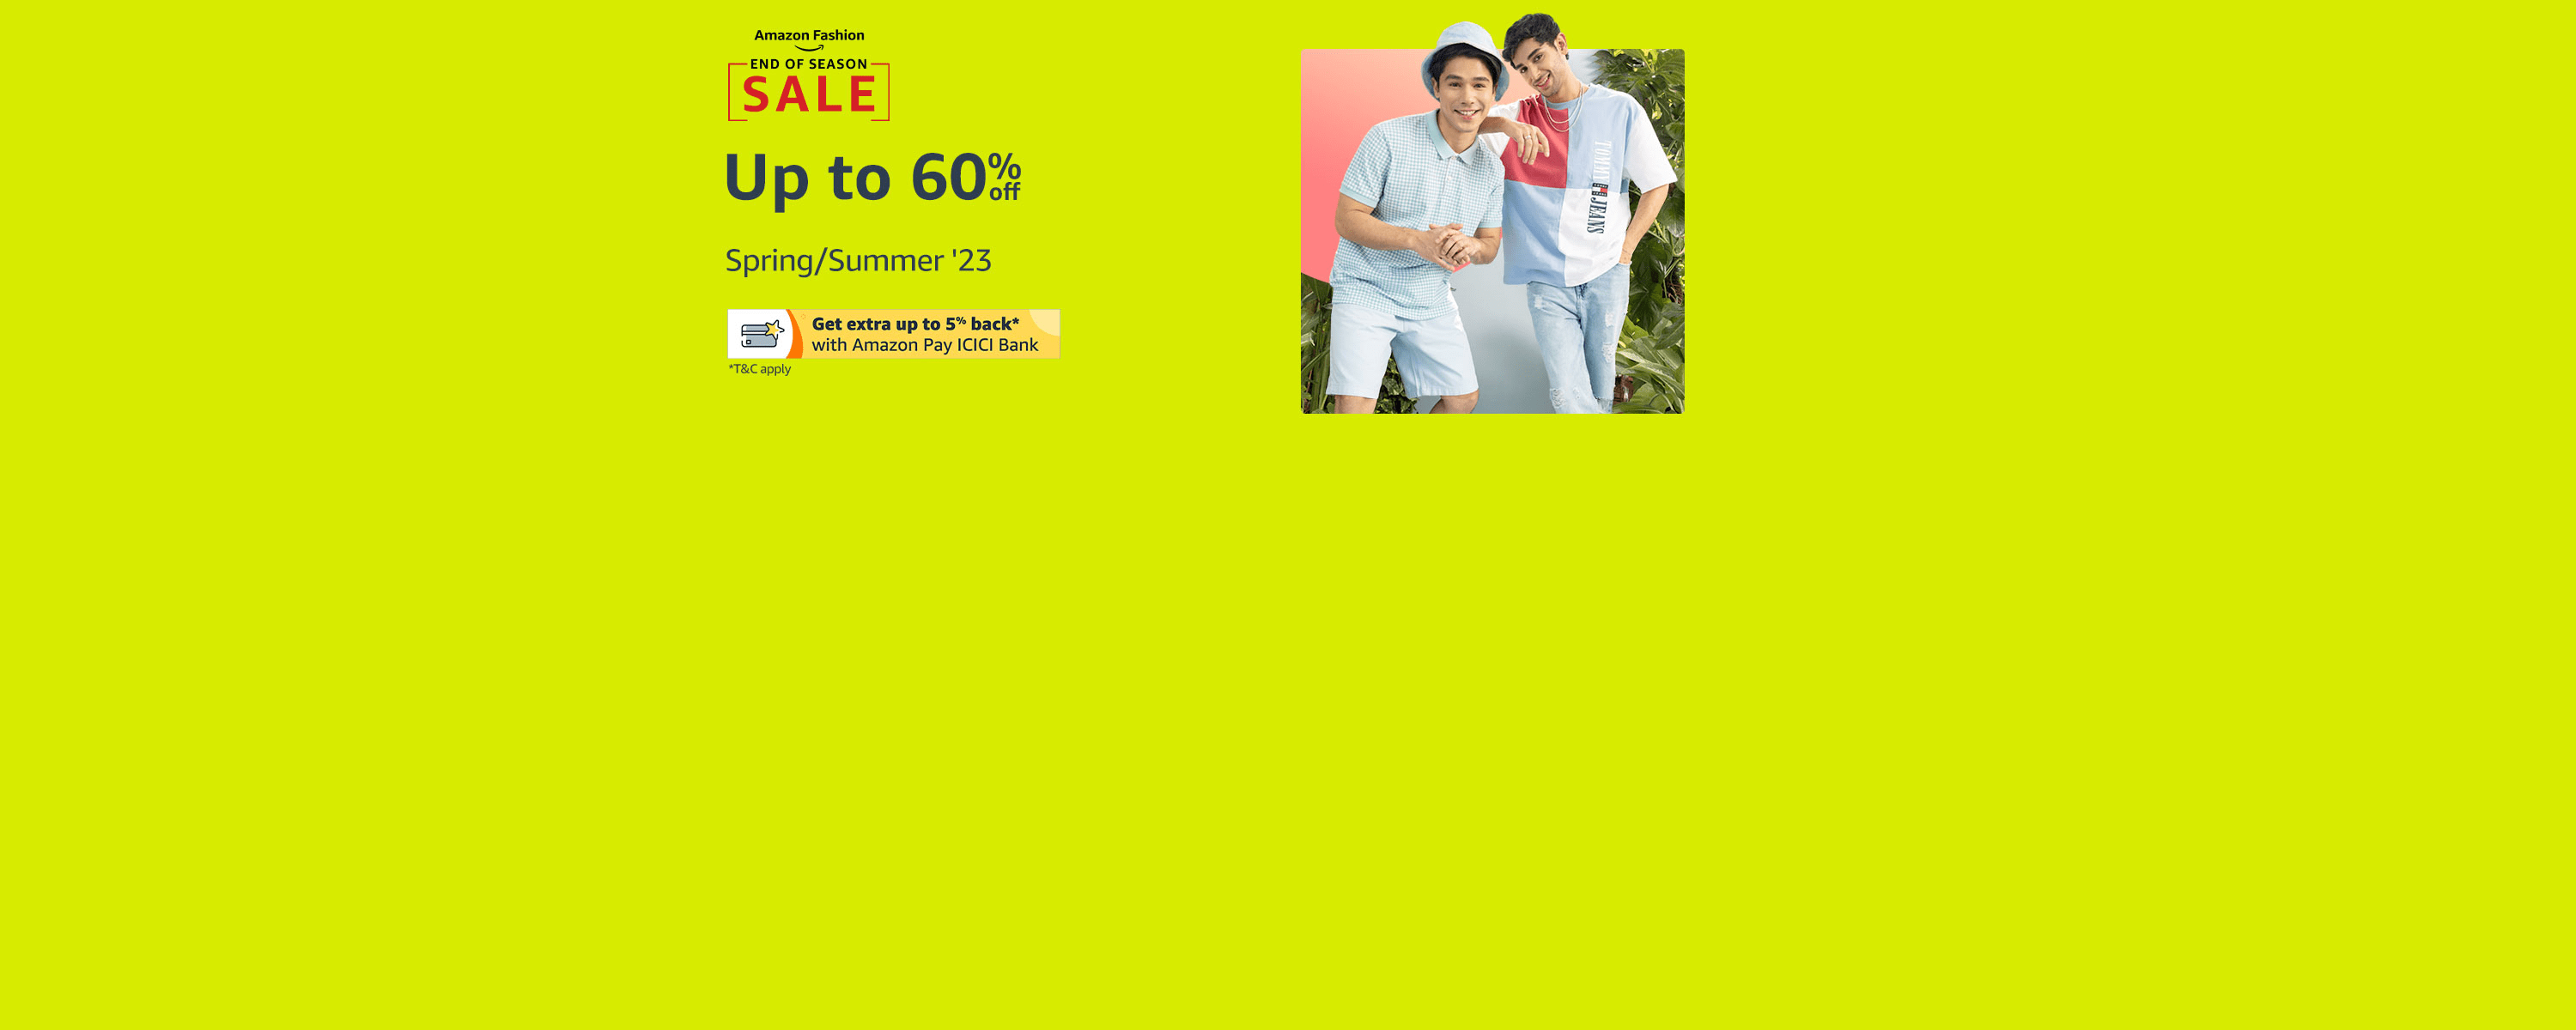 Amazon Fashion
END OF SEASON
SALE
Up to 60% off
Spring/Summer '23
Get extra up to 5% back*
with Amazon Pay ICICI Bank
*T&C apply
TOMMY JEANS